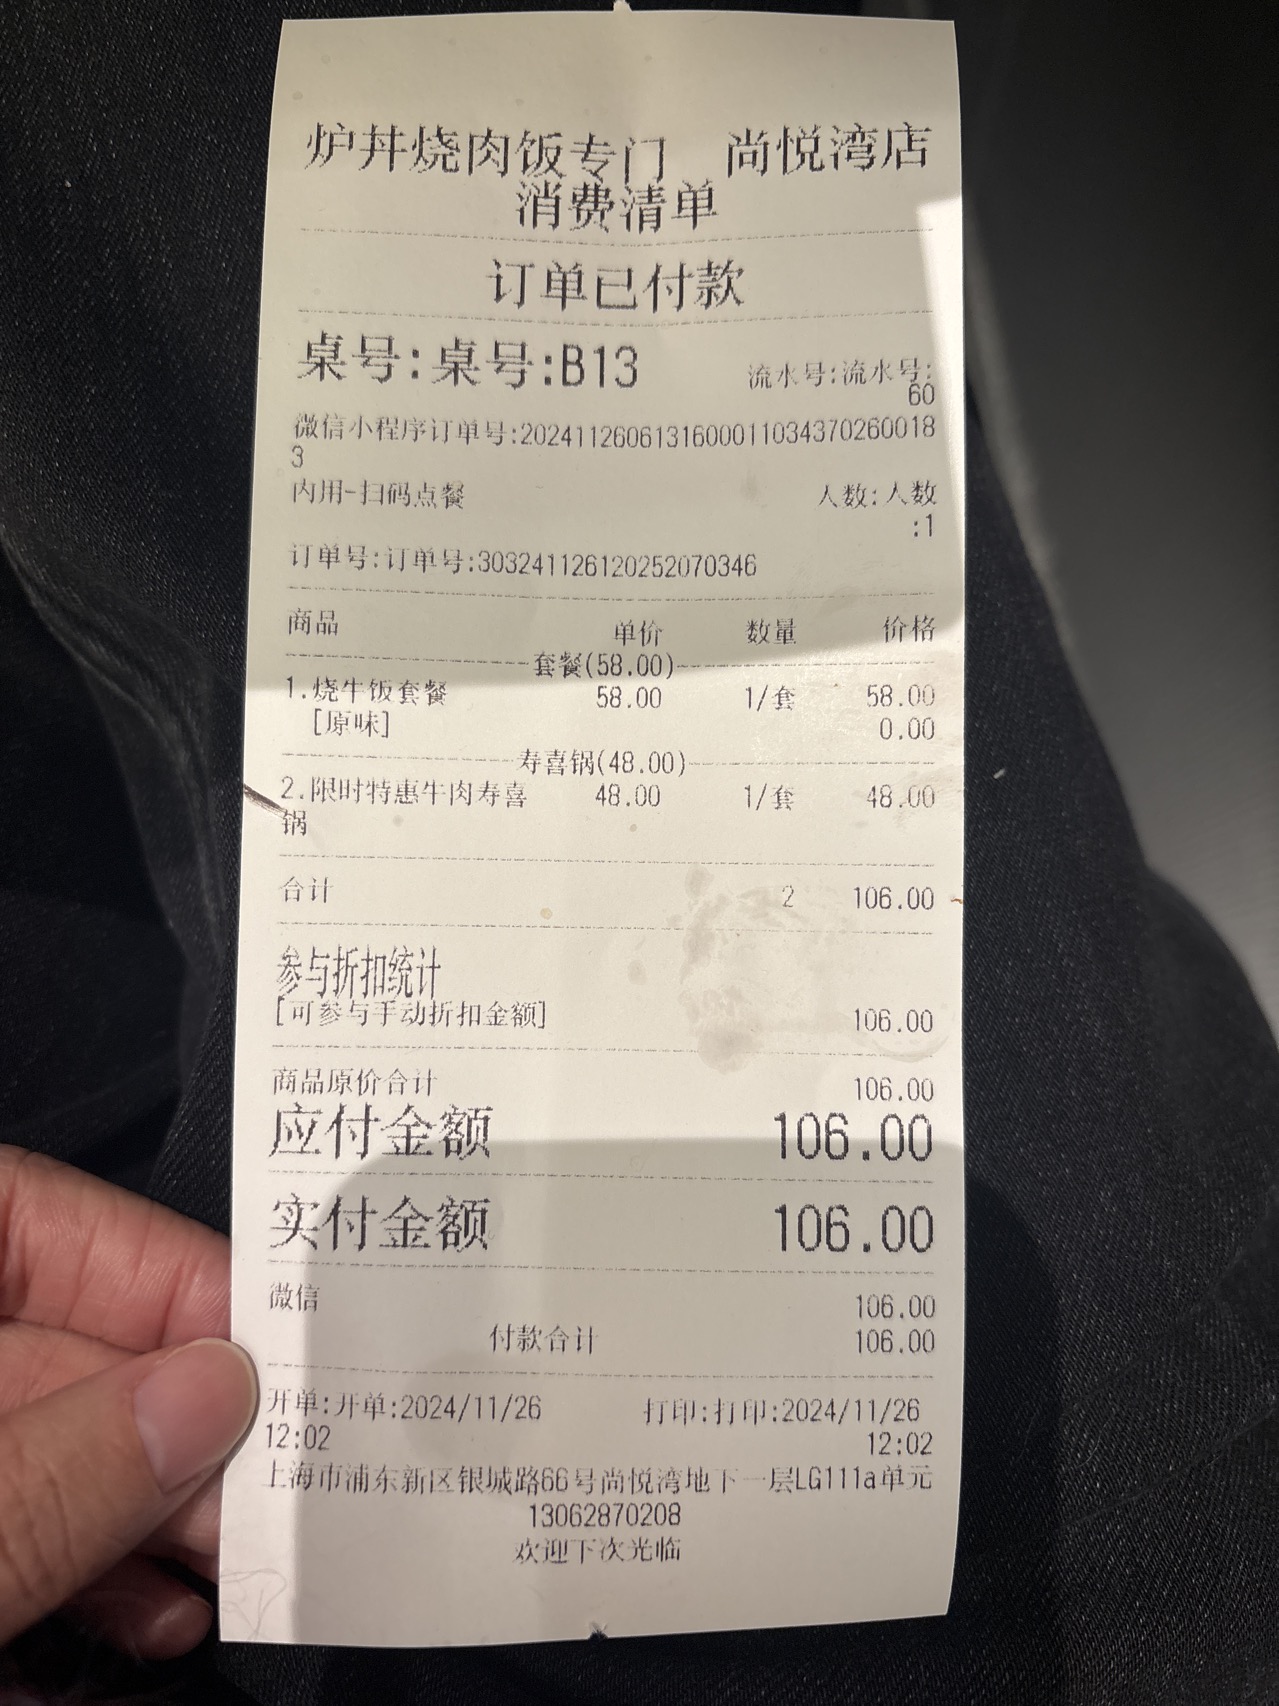 炉丼烧肉饭专门 尚悦湾店
消费清单
订单已付款
桌号:桌号:B13 流水号:流水号:
60
微信小程序订单号:2024112606131600011034370260018
3
内用-扫码点餐 人数:人数
:1
订单号:订单号:303241126120252070346
商品 单价 数量 价格
套餐(58.00)
1.烧牛饭套餐 58.00 1/套 58.00
[原味] 0.00
寿喜锅(48.00)
2.限时特惠牛肉寿喜 48.00 1/套 48.00
锅
合计 2 106.00
参与折扣统计
[可参与手动折扣金额] 106.00
商品原价合计 106.00
应付金额 106.00
实付金额 106.00
微信 106.00
付款合计 106.00
开单:开单:2024/11/26 打印:打印:2024/11/26
12:02 12:02
上海市浦东新区银城路66号尚悦湾地下一层LG111a单元
13062870208
欢迎下次光临